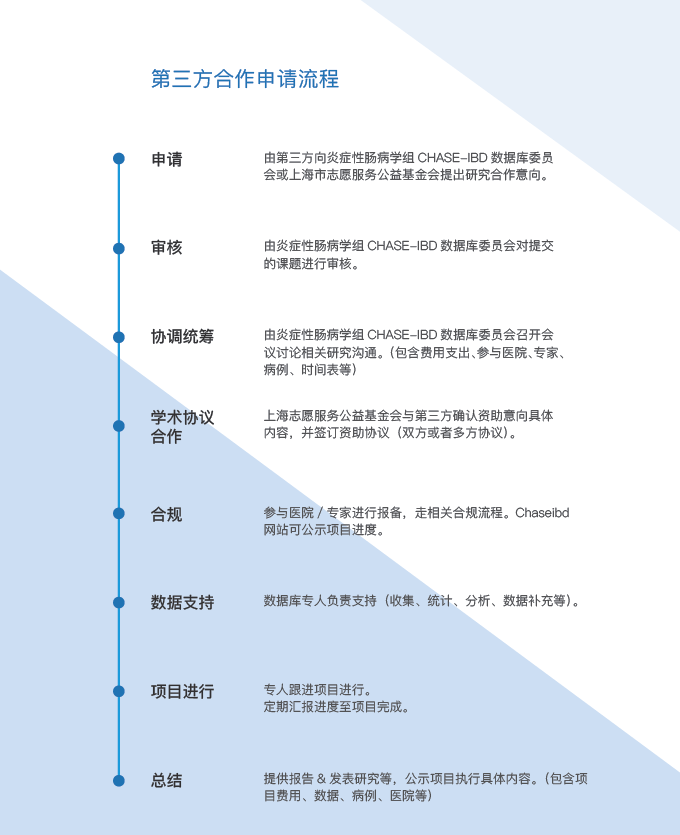 第三方合作申请流程
申请
由第三方向炎症性肠病学组 CHASE-IBD 数据库委员
会或上海市志愿服务公益基金会提出研究合作意向。
审核
由炎症性肠病学组 CHASE-IBD 数据库委员会对提交
的课题进行审核。
协调统筹
由炎症性肠病学组 CHASE-IBD 数据库委员会召开会
议讨论相关研究沟通。（包含费用支出、参与医院、专家、
病例、时间表等）
学术协议
合作
上海志愿服务公益基金会与第三方确认资助意向具体
内容，并签订资助协议（双方或者多方协议）。
合规
参与医院 / 专家进行报备，走相关合规流程。Chaseibd
网站可公示项目进度。
数据支持
数据库专人负责支持（收集、统计、分析、数据补充等）。
项目进行
专人跟进项目进行。
定期汇报进度至项目完成。
总结
提供报告 & 发表研究等，公示项目执行具体内容。（包含项
目费用、数据、病例、医院等）